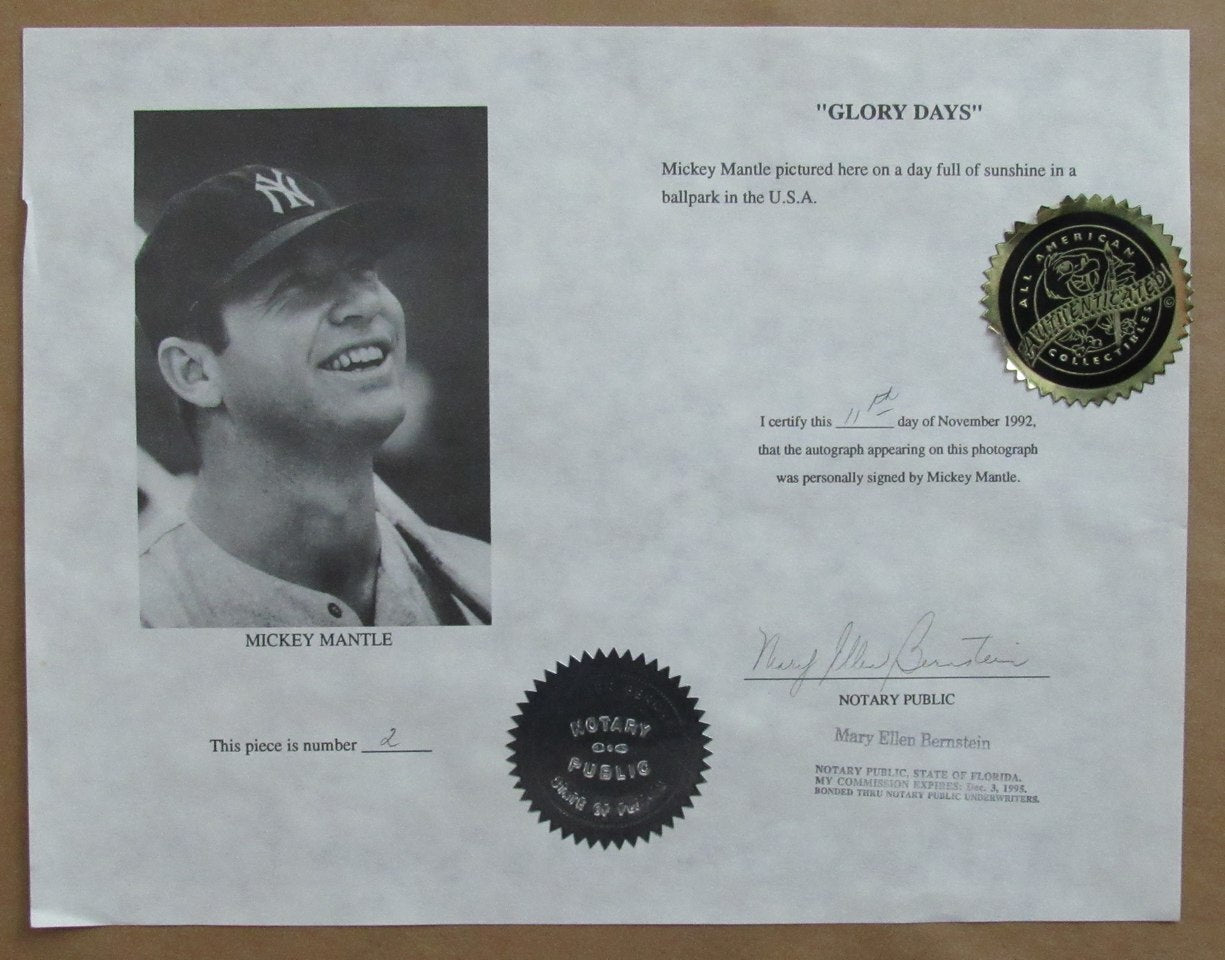 NY
MICKEY MANTLE
This piece is number 2
"GLORY DAYS"
Mickey Mantle pictured here on a day full of sunshine in a
ballpark in the U.S.A.
ALL AMERICAN
AUTHENTICATED ©
COLLECTIBLES
I certify this 11th day of November 1992,
that the autograph appearing on this photograph
was personally signed by Mickey Mantle.
Mary Ellen Bernstein
NOTARY PUBLIC
Mary Ellen Bernstein
NOTARY PUBLIC, STATE OF FLORIDA.
MY COMMISSION EXPIRES: Dec. 3, 1995.
BONDED THRU NOTARY PUBLIC UNDERWRITERS.
NOTARY
PUBLIC
STATE OF